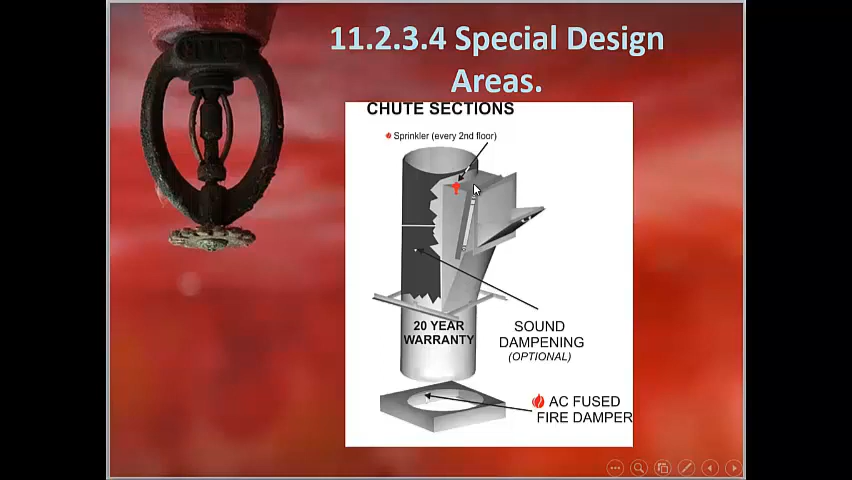 11.2.3.4 Special Design
Areas.
CHUTE SECTIONS
Sprinkler (every 2nd floor)
20 YEAR
WARRANTY
SOUND
DAMPENING
(OPTIONAL)
AC FUSED
FIRE DAMPER